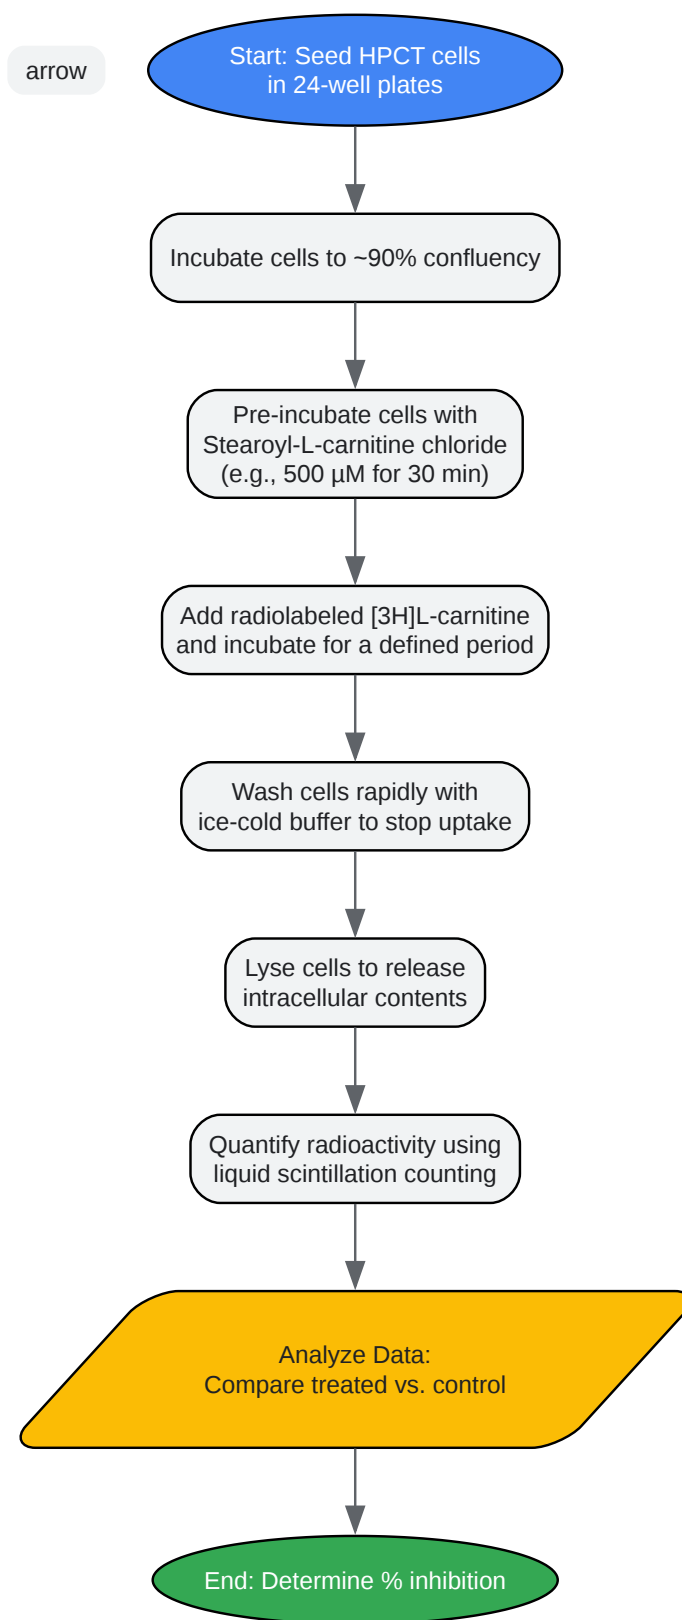 arrow
Start: Seed HPCT cells
in 24-well plates
Incubate cells to ~90% confluency
Pre-incubate cells with
Stearoyl-L-carnitine chloride
(e.g., 500 µM for 30 min)
Add radiolabeled [3H]L-carnitine
and incubate for a defined period
Wash cells rapidly with
ice-cold buffer to stop uptake
Lyse cells to release
intracellular contents
Quantify radioactivity using
liquid scintillation counting
Analyze Data:
Compare treated vs. control
End: Determine % inhibition